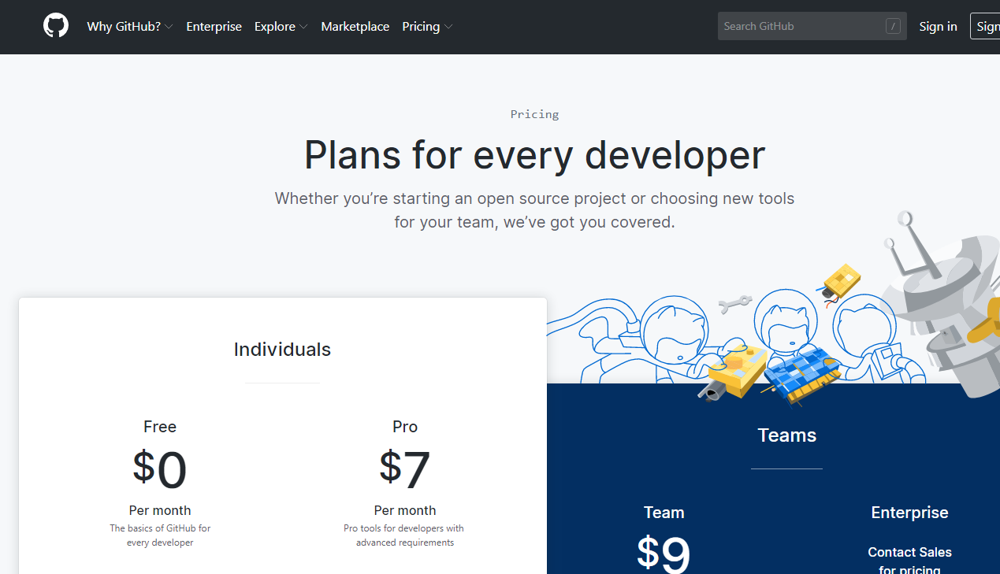 Why GitHub? Enterprise Explore Marketplace Pricing Search GitHub / Sign in Sign
Pricing
Plans for every developer
Whether you’re starting an open source project or choosing new tools
for your team, we’ve got you covered.
Individuals
Free
$0
Per month
The basics of GitHub for
every developer
Pro
$7
Per month
Pro tools for developers with
advanced requirements
Teams
Team
$9
Enterprise
Contact Sales
for pricing